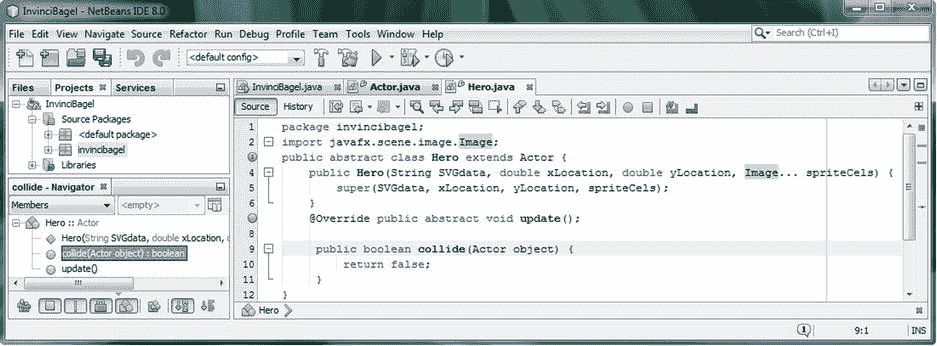 InvinciBagel - NetBeans IDE 8.0
File Edit View Navigate Source Refactor Run Debug Profile Team Tools Window Help
Search (Ctrl+I)
<default config>
Files Projects Services
InvinciBagel
Source Packages
<default package>
invincibagel
Libraries
collide - Navigator
Members
<empty>
Hero :: Actor
Hero(String SVGdata, double xLocation,
collide(Actor object) : boolean
update()
InvinciBagel.java Actor.java Hero.java
Source History
1 package invincibagel;
2 import javafx.scene.image.Image;
public abstract class Hero extends Actor {
4 public Hero(String SVGdata, double xLocation, double yLocation, Image... spriteCels) {
5 super(SVGdata, xLocation, yLocation, spriteCels);
6 }
@Override public abstract void update();
8
9 public boolean collide(Actor object) {
10 return false;
11 }
12 }
Hero
9:1 INS